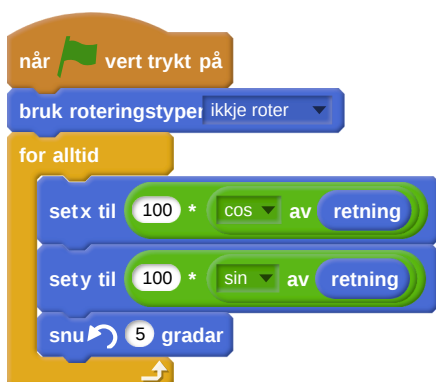 når vert trykt på
bruk roteringstypen ikkje roter
for alltid
set x til 100 * cos av retning
set y til 100 * sin av retning
snu 5 gradar